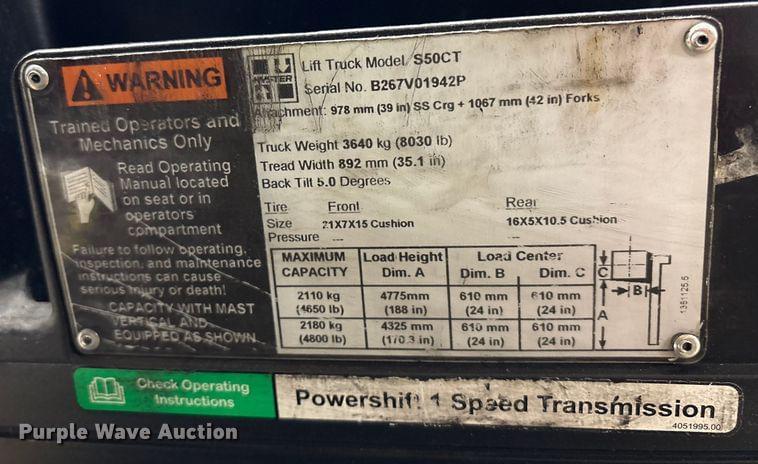 WARNING
Trained Operators and
Mechanics Only
Read Operating
Manual located
on seat or in
operators'
compartment
Failure to follow operating,
inspection, and maintenance
instructions can cause
serious injury or death!
CAPACITY WITH MAST
VERTICAL AND
EQUIPPED AS SHOWN
HYSTER
Lift Truck Model S50CT
Serial No. B267V01942P
Attachment: 978 mm (39 in) SS Crg + 1067 mm (42 in) Forks
Truck Weight 3640 kg (8030 lb)
Tread Width 892 mm (35.1 in)
Back Tilt 5.0 Degrees
Tire Front Rear
Size 21X7X15 Cushion 16X5X10.5 Cushion
Pressure --- ---
MAXIMUM CAPACITY Load Height Dim. A Load Center Dim. B Dim. C
2110 kg (4650 lb) 4775mm (188 in) 610 mm (24 in) 610 mm (24 in)
2180 kg (4800 lb) 4325 mm (170.3 in) 610 mm (24 in) 610 mm (24 in)
C
B
A
1361125.5
Check Operating
Instructions
Powershift 1 Speed Transmission
4051995.00
Purple Wave Auction